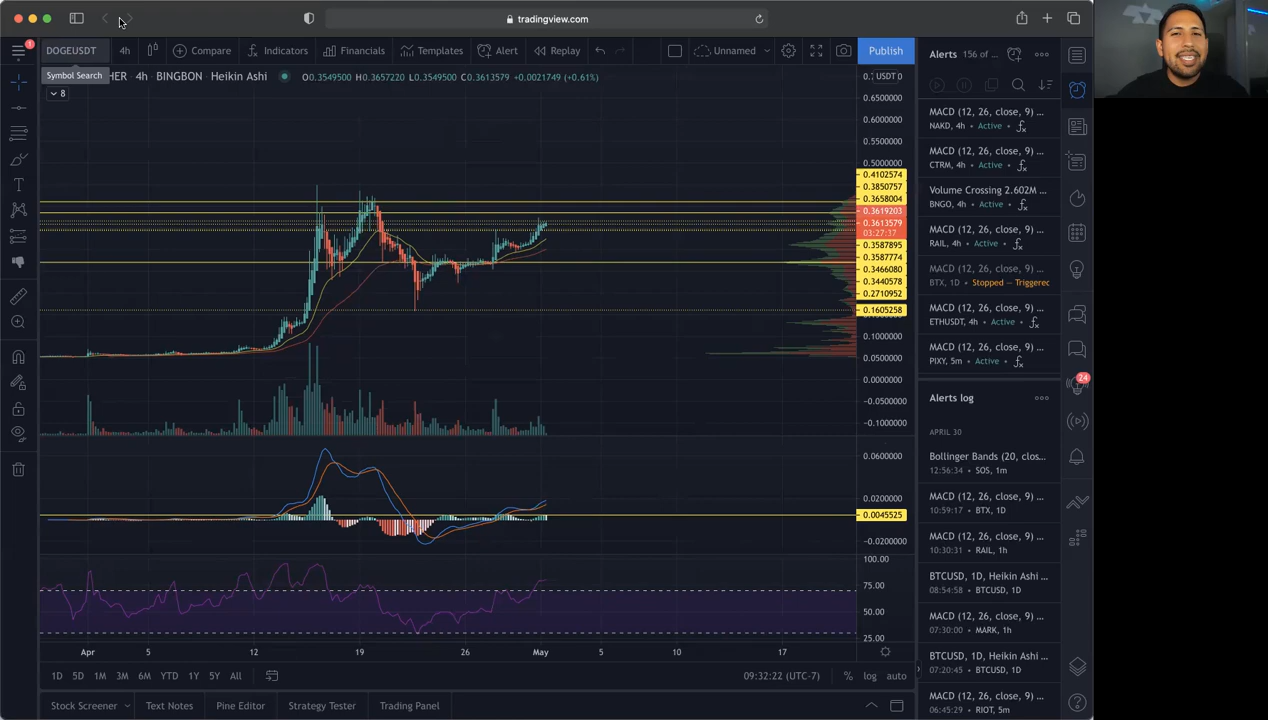 tradingview.com
1
DOGEUSDT
4h
Compare
Indicators
Financials
Templates
Alert
Replay
Unnamed
Publish
Symbol Search
HER · 4h · BINGBON · Heikin Ashi
O0.3549500 H0.3657220 L0.3549500 C0.3613579 +0.0021749 (+0.61%)
8
USDT
0.6500000
0.6000000
0.5500000
0.5000000
0.4102574
0.3850757
0.3658004
0.3619203
0.3613579
03:27:37
0.3587895
0.3587774
0.3466080
0.3440578
0.2710952
0.1605258
0.1000000
0.0500000
0.0000000
−0.0500000
−0.1000000
0.0600000
0.0200000
0.0045525
−0.0200000
100.00
75.00
50.00
25.00
Apr
5
12
19
26
May
5
10
17
1D
5D
1M
3M
6M
YTD
1Y
5Y
All
09:32:22 (UTC-7)
%
log
auto
Stock Screener
Text Notes
Pine Editor
Strategy Tester
Trading Panel
Alerts
156 of ...
MACD (12, 26, close, 9) ...
NAKD, 4h • Active •
MACD (12, 26, close, 9) ...
CTRM, 4h • Active •
Volume Crossing 2.602M ...
BNGO, 4h • Active •
MACD (12, 26, close, 9) ...
RAIL, 4h • Active •
MACD (12, 26, close, 9) ...
BTX, 1D • Stopped — Triggered
MACD (12, 26, close, 9) ...
ETHUSDT, 4h • Active •
MACD (12, 26, close, 9) ...
PIXY, 5m • Active •
Alerts log
APRIL 30
Bollinger Bands (20, clos...
12:56:34 • SOS, 1m
MACD (12, 26, close, 9) ...
10:59:17 • BTX, 1D
MACD (12, 26, close, 9) ...
10:30:31 • RAIL, 1h
BTCUSD, 1D, Heikin Ashi ...
08:54:58 • BTCUSD, 1D
MACD (12, 26, close, 9) ...
07:30:00 • MARK, 1h
BTCUSD, 1D, Heikin Ashi ...
07:20:45 • BTCUSD, 1D
MACD (12, 26, close, 9) ...
06:45:29 • RIOT, 5m
24